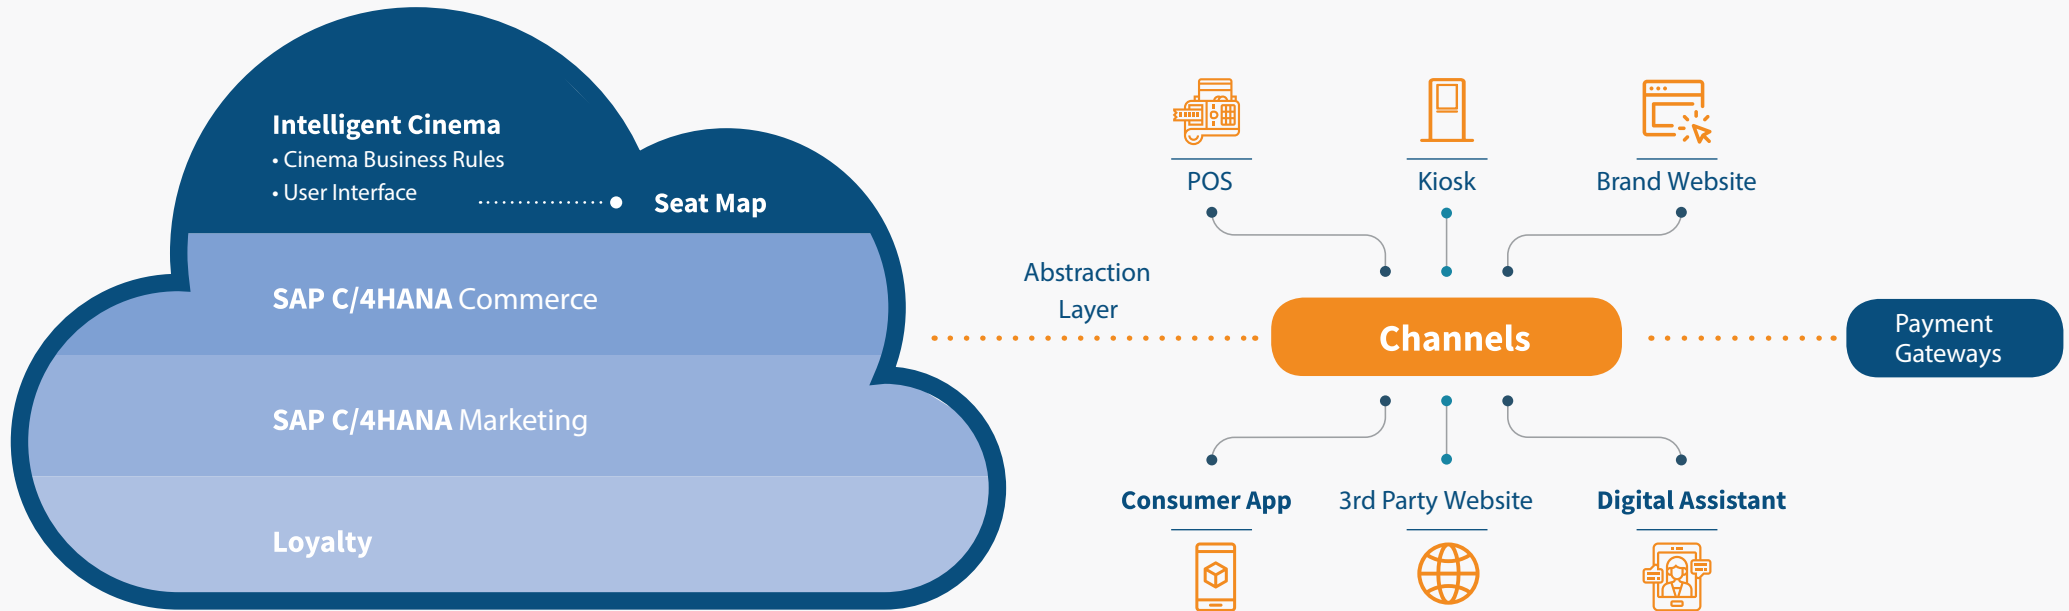 Intelligent Cinema
• Cinema Business Rules
• User Interface
Seat Map
SAP C/4HANA Commerce
SAP C/4HANA Marketing
Loyalty
Abstraction
Layer
POS
Kiosk
Brand Website
Channels
Payment
Gateways
Consumer App
3rd Party Website
Digital Assistant